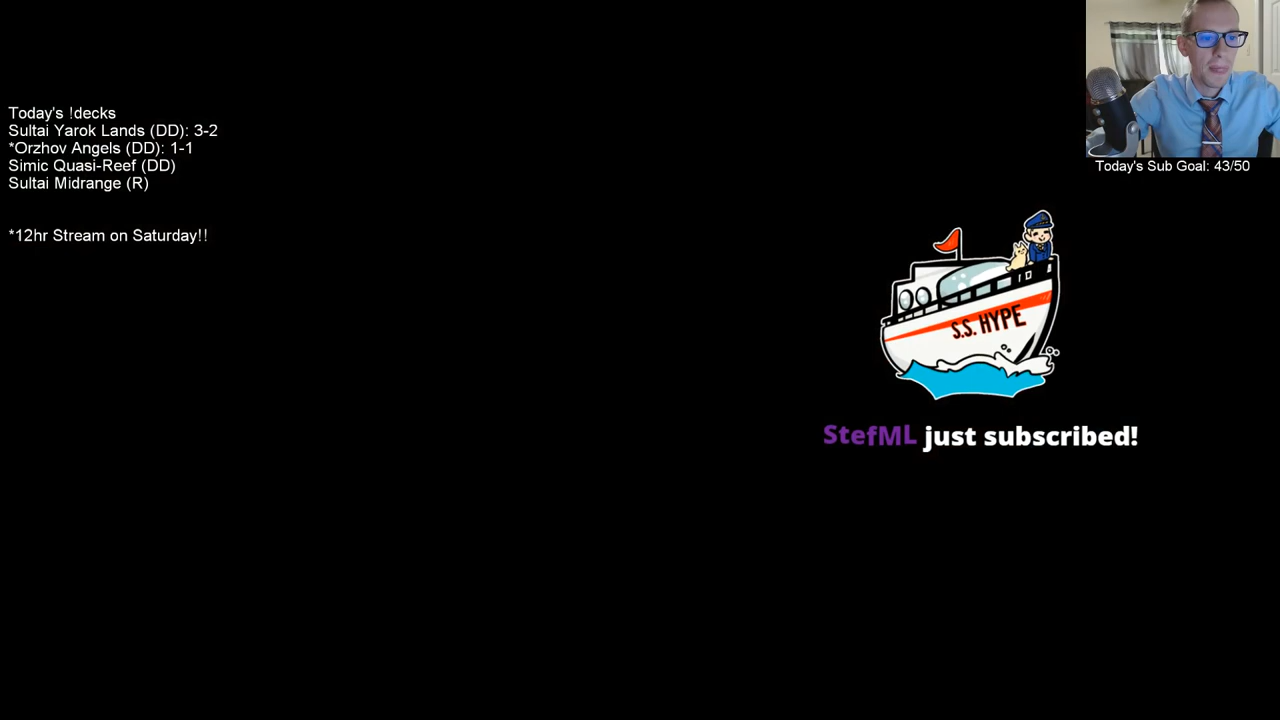 Today's !decks
Sultai Yarok Lands (DD): 3-2
*Orzhov Angels (DD): 1-1
Simic Quasi-Reef (DD)
Sultai Midrange (R)
*12hr Stream on Saturday!!
Today's Sub Goal: 43/50
S.S. HYPE
StefML just subscribed!